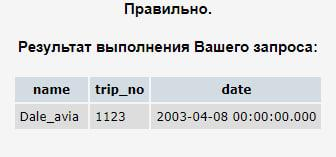 Правильно.
Результат выполнения Вашего запроса:
name trip_no date
Dale_avia 1123 2003-04-08 00:00:00.000